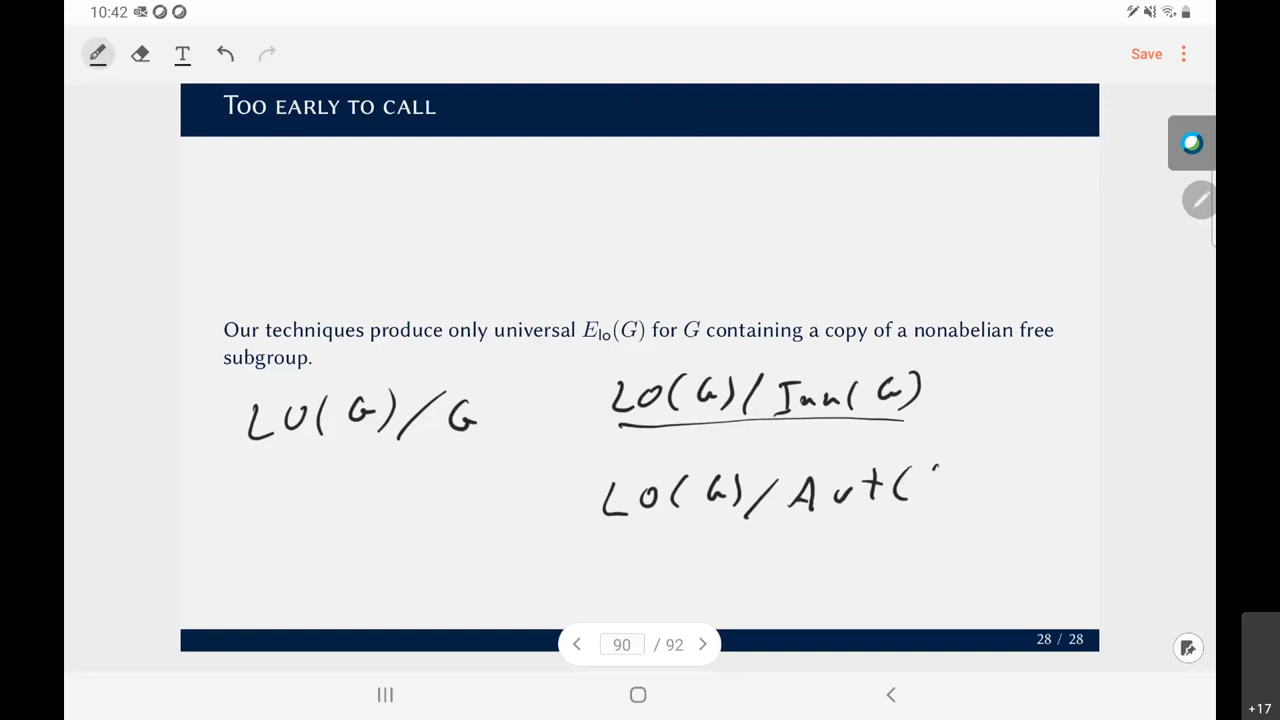 10:42
Save
Too early to call
Our techniques produce only universal E_lo(G) for G containing a copy of a nonabelian free
subgroup.
LO(G)/G
LO(G)/Inn(G)
LO(G)/Aut(
90 / 92
28 / 28
+17